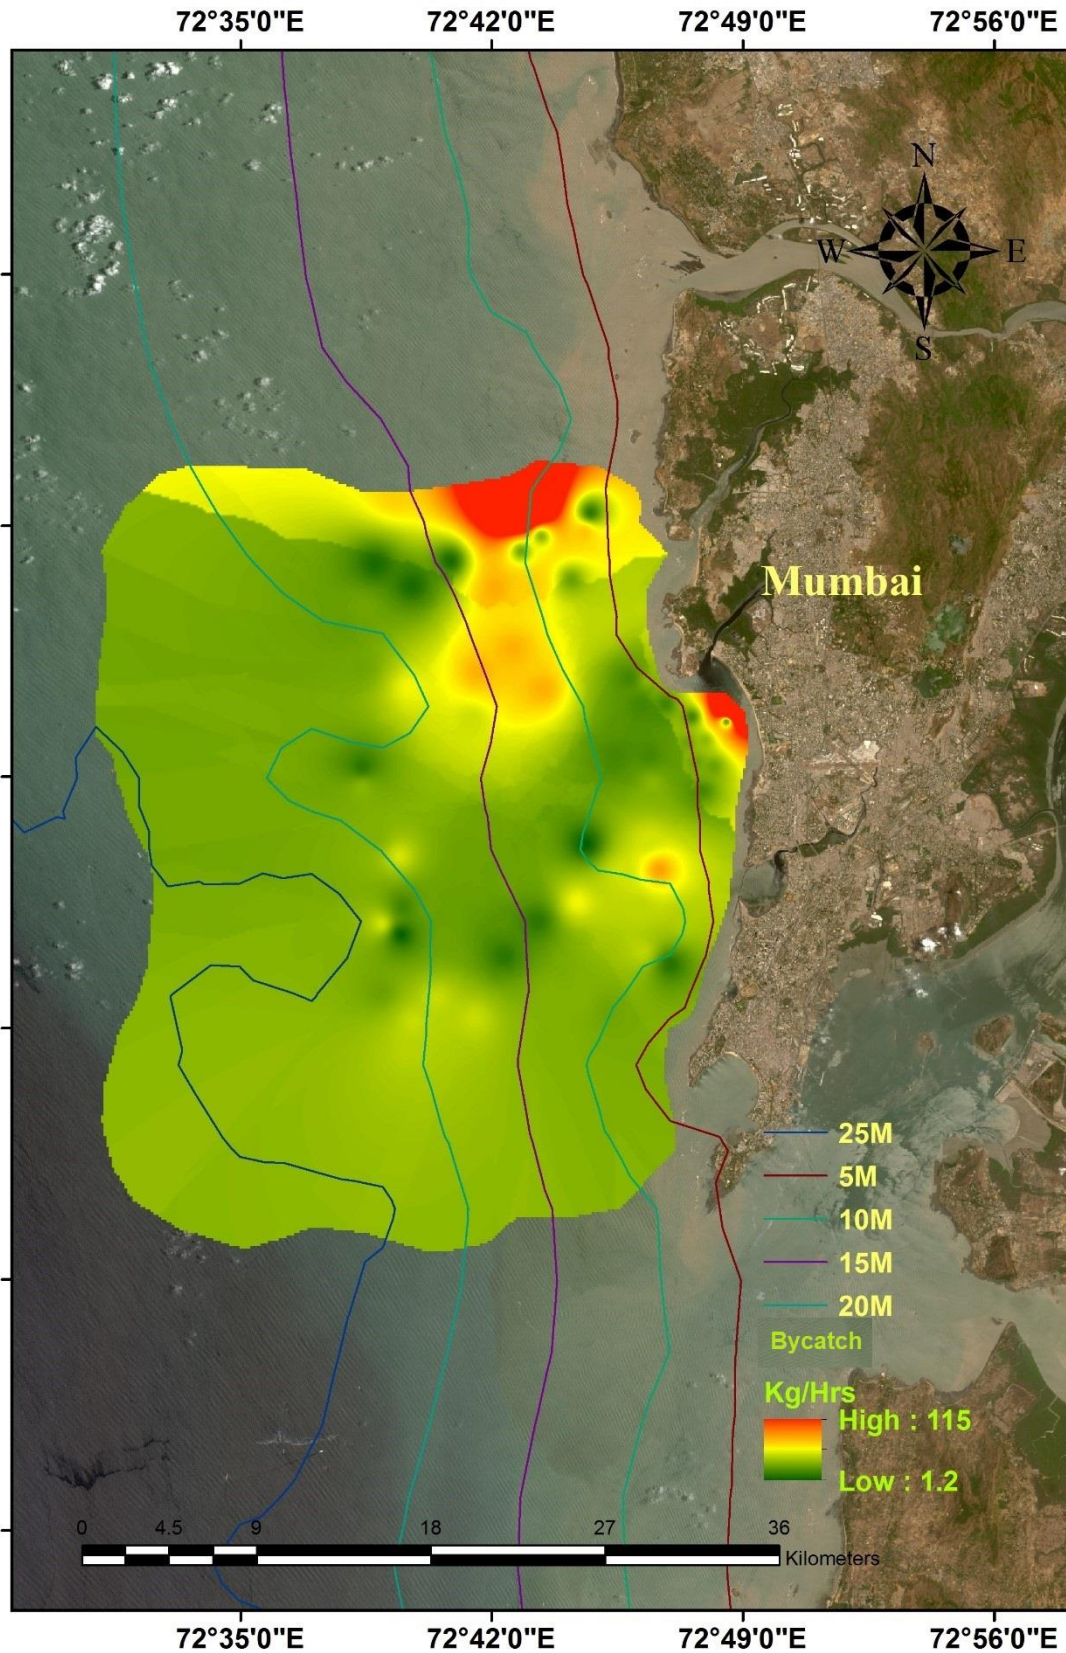 72°35'0"E 72°42'0"E 72°49'0"E 72°56'0"E
N
W E
S
Mumbai
25M
5M
10M
15M
20M
Bycatch
Kg/Hrs
High : 115
Low : 1.2
0 4.5 9 18 27 36
Kilometers
72°35'0"E 72°42'0"E 72°49'0"E 72°56'0"E